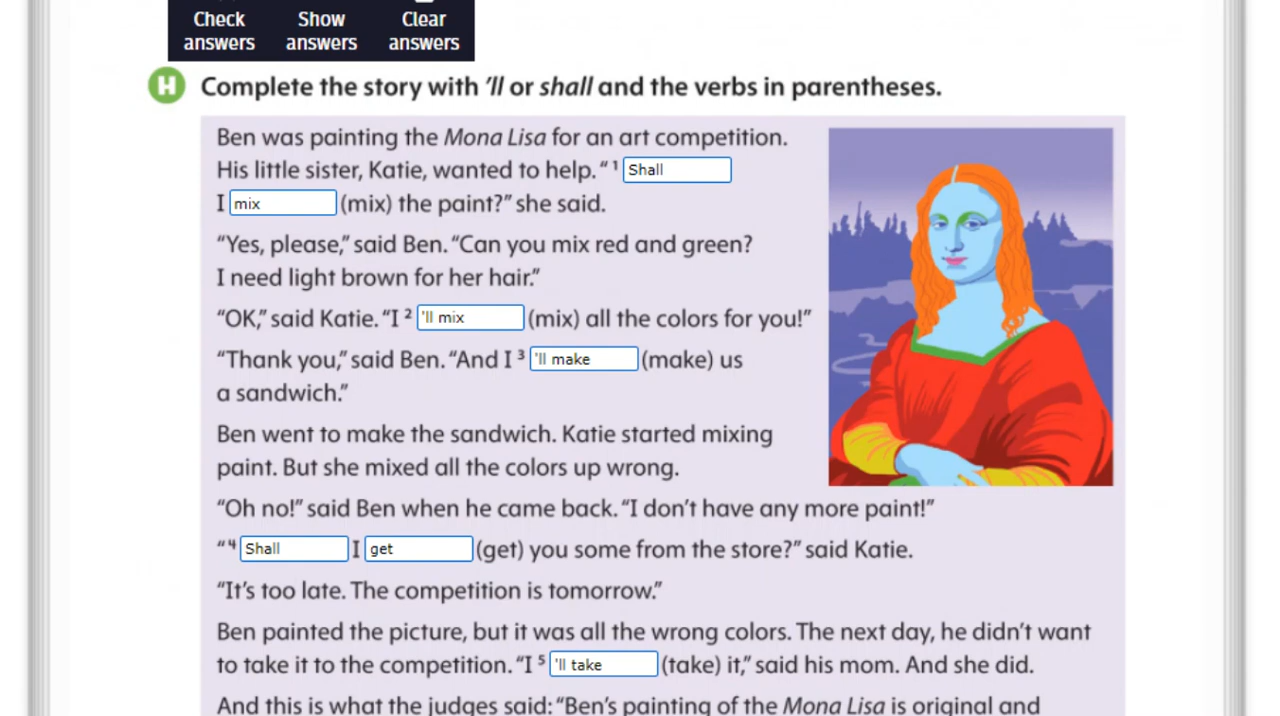 Check answers
Show answers
Clear answers
H Complete the story with 'll or shall and the verbs in parentheses.
Ben was painting the Mona Lisa for an art competition.
His little sister, Katie, wanted to help. “ 1 Shall
I mix (mix) the paint?” she said.
“Yes, please,” said Ben. “Can you mix red and green?
I need light brown for her hair.”
“OK,” said Katie. “I 2 'll mix (mix) all the colors for you!”
“Thank you,” said Ben. “And I 3 'll make (make) us
a sandwich.”
Ben went to make the sandwich. Katie started mixing
paint. But she mixed all the colors up wrong.
“Oh no!” said Ben when he came back. “I don’t have any more paint!”
“ 4 Shall I get (get) you some from the store?” said Katie.
“It’s too late. The competition is tomorrow.”
Ben painted the picture, but it was all the wrong colors. The next day, he didn’t want
to take it to the competition. “I 5 'll take (take) it,” said his mom. And she did.
And this is what the judges said: “Ben’s painting of the Mona Lisa is original and